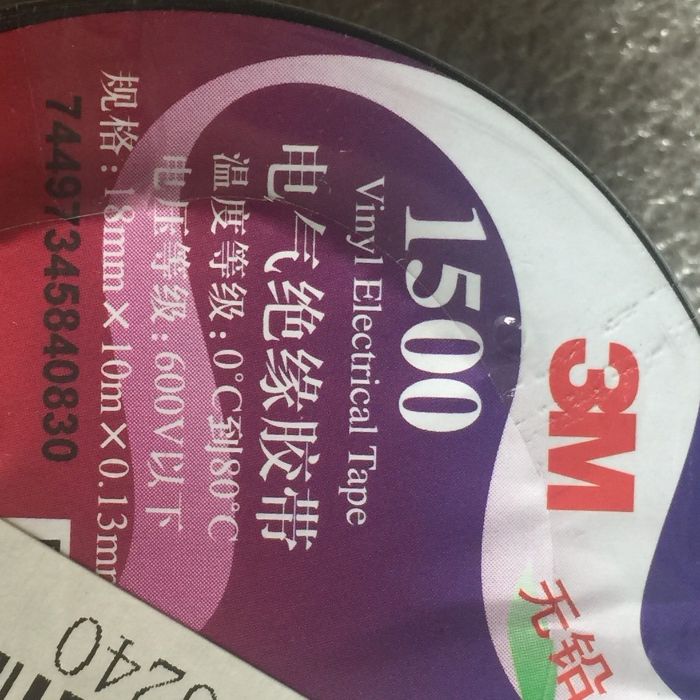 3M
无铅
1500
Vinyl Electrical Tape
电气绝缘胶带
温度等级:0°C到80°C
电压等级:600V以下
规格:18mm×10m×0.13mm
74497345840830
6240